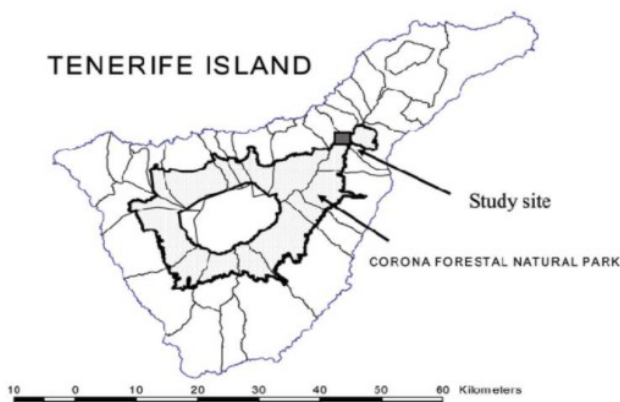 TENERIFE ISLAND
Study site
CORONA FORESTAL NATURAL PARK
10 0 10 20 30 40 50 60 Kilometers